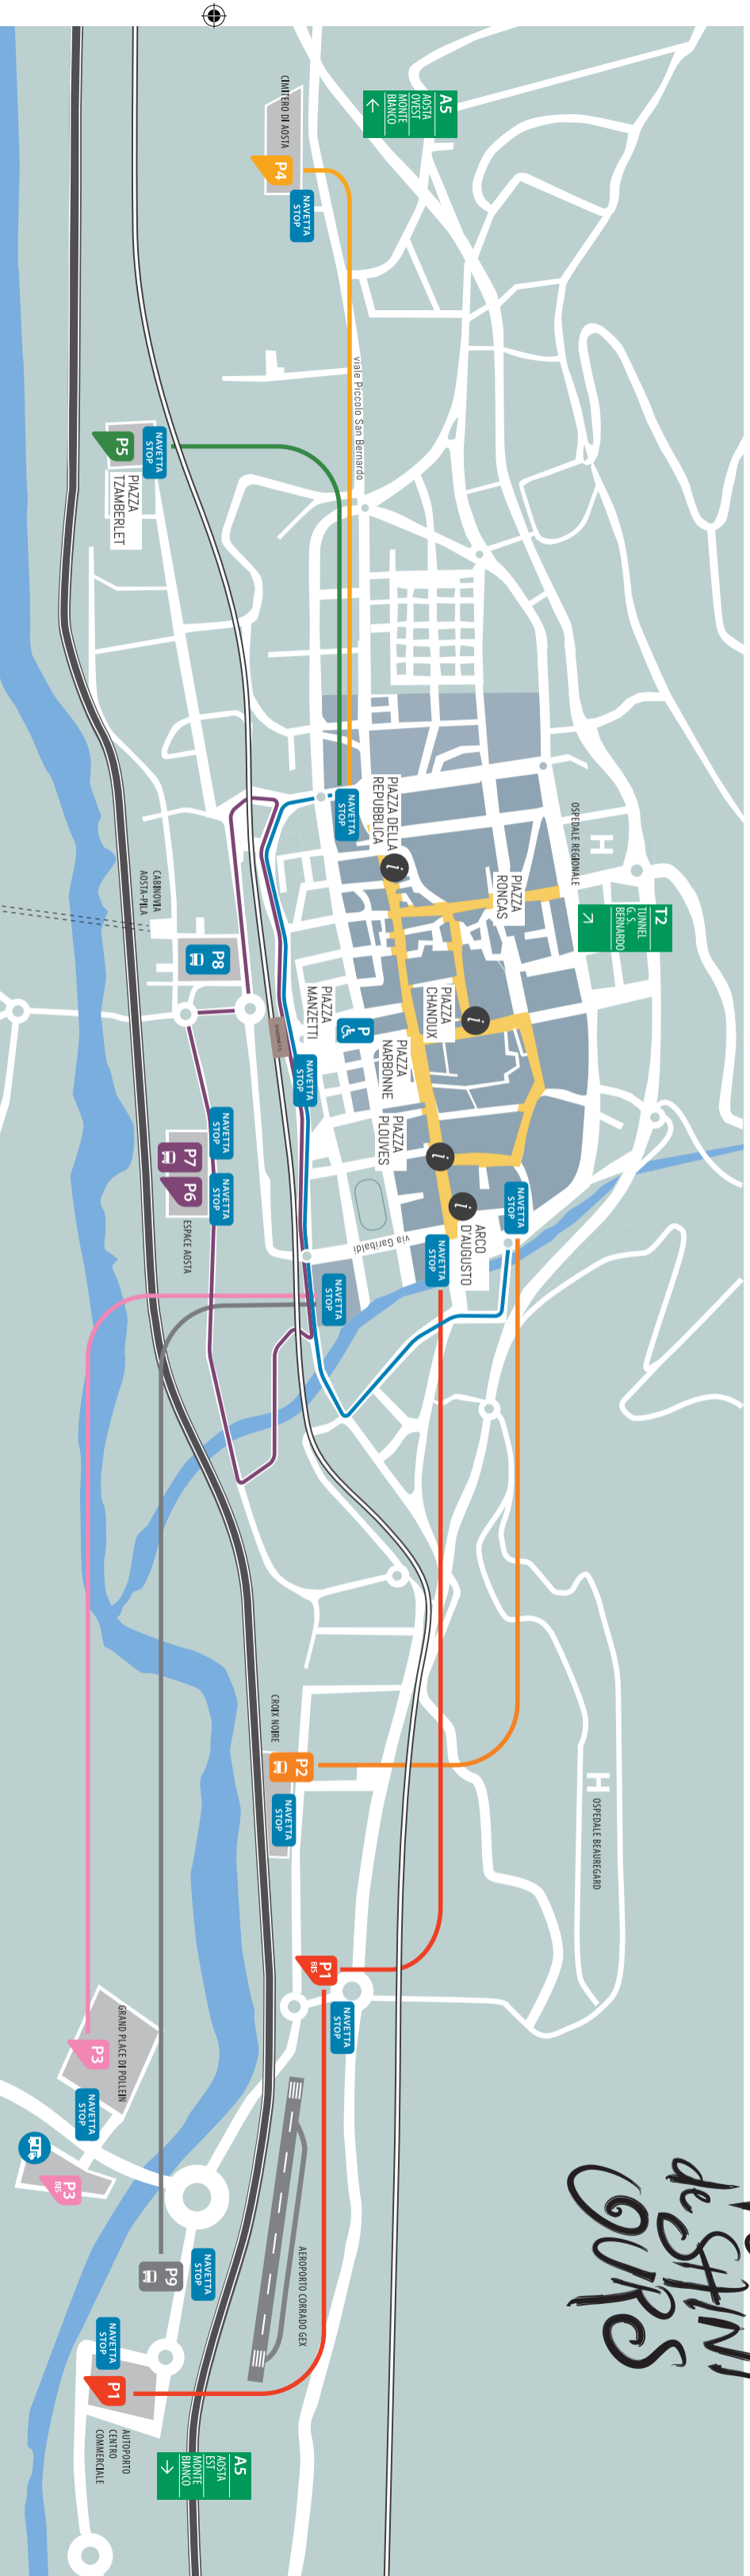 A5
AOSTA
OVEST
MONTE
BIANCO
CIMITERO DI AOSTA
P4
NAVETTA
STOP
viale Piccolo San Bernardo
P5
NAVETTA
STOP
PIAZZA
TZAMBERLET
PIAZZA DELLA
REPUBBLICA
NAVETTA
STOP
i
OSPEDALE REGIONALE
H
T2
TUNNEL
G.S.
BERNARDO
PIAZZA
RONCAS
PIAZZA
CHANOUX
i
CABINOVIA
AOSTA-PILA
P8
PIAZZA
MANZETTI
P
PIAZZA
NARBONNE
PIAZZA
PLOUVES
NAVETTA
STOP
i
i
ARCO
D'AUGUSTO
NAVETTA
STOP
NAVETTA
STOP
via Garibaldi
NAVETTA
STOP
NAVETTA
STOP
P7
P6
NAVETTA
STOP
ESPACE AOSTA
CROIX NOIRE
P2
NAVETTA
STOP
H
OSPEDALE BEAUREGARD
P1
BIS
NAVETTA
STOP
GRAND PLACE DI POLLEIN
P3
NAVETTA
STOP
P3
BIS
P9
NAVETTA
STOP
AEROPORTO CORRADO GEX
NAVETTA
STOP
P1
AUTOPORTO
CENTRO
COMMERCIALE
A5
AOSTA
EST
MONTE
BIANCO
de SAINT
OURS